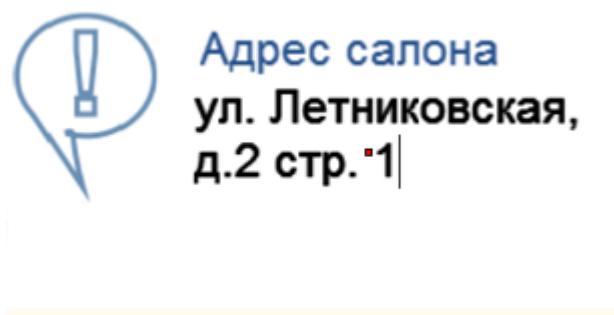 Адрес салона
ул. Летниковская,
д.2 стр. 1